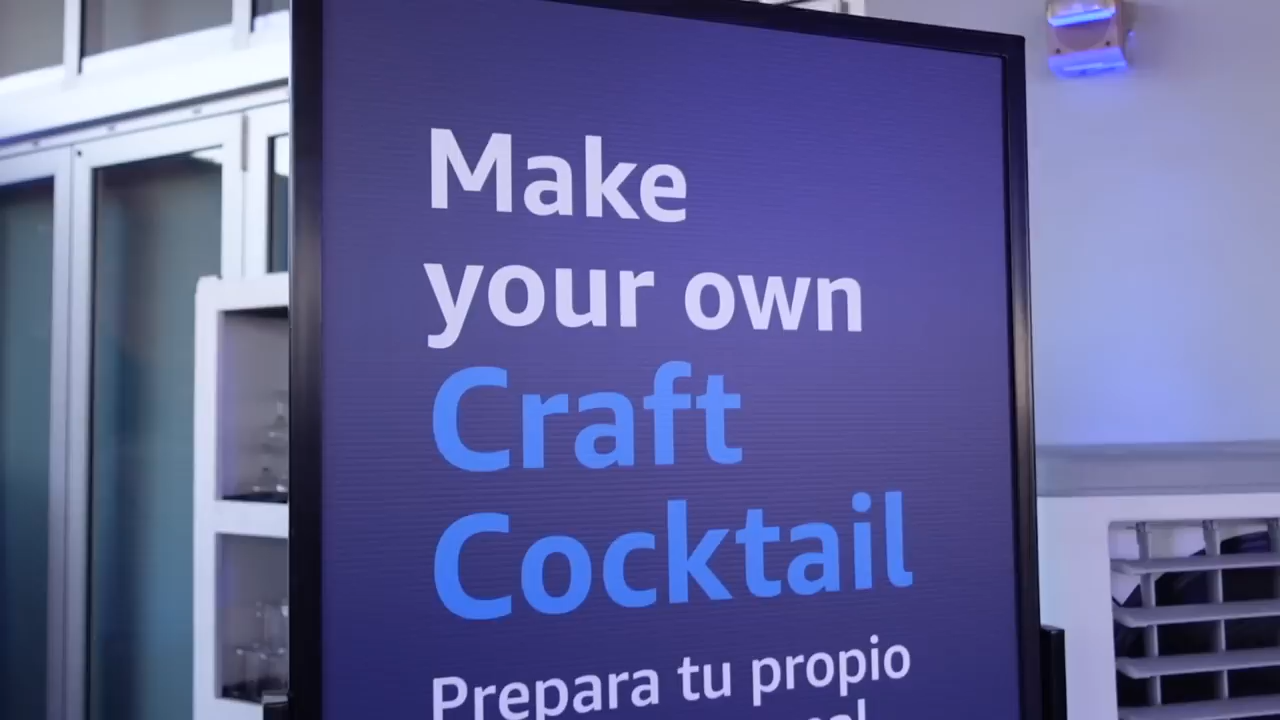 Make
your own
Craft
Cocktail
Prepara tu propio